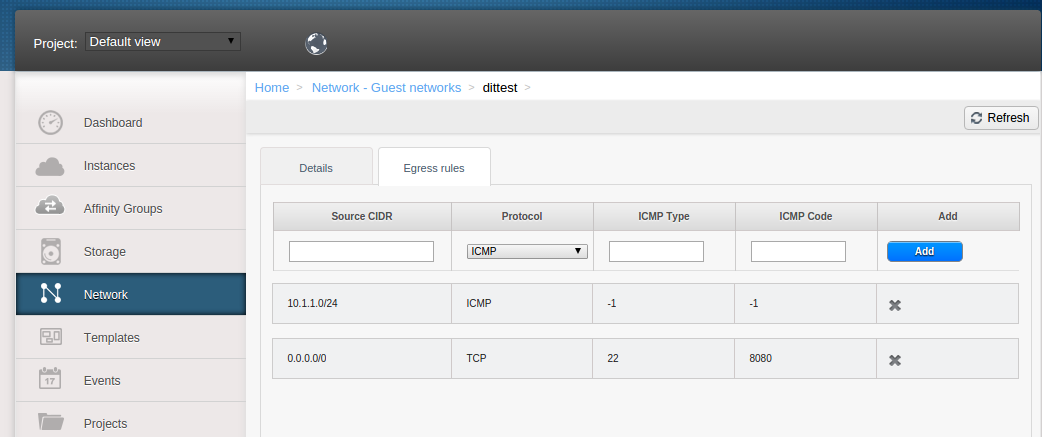 Project: Default view
Home > Network - Guest networks > dittest >
Refresh
Dashboard
Instances
Affinity Groups
Storage
Network
Templates
17
Events
Projects
Details
Egress rules
Source CIDR Protocol ICMP Type ICMP Code Add
ICMP Add
10.1.1.0/24 ICMP -1 -1
0.0.0.0/0 TCP 22 8080